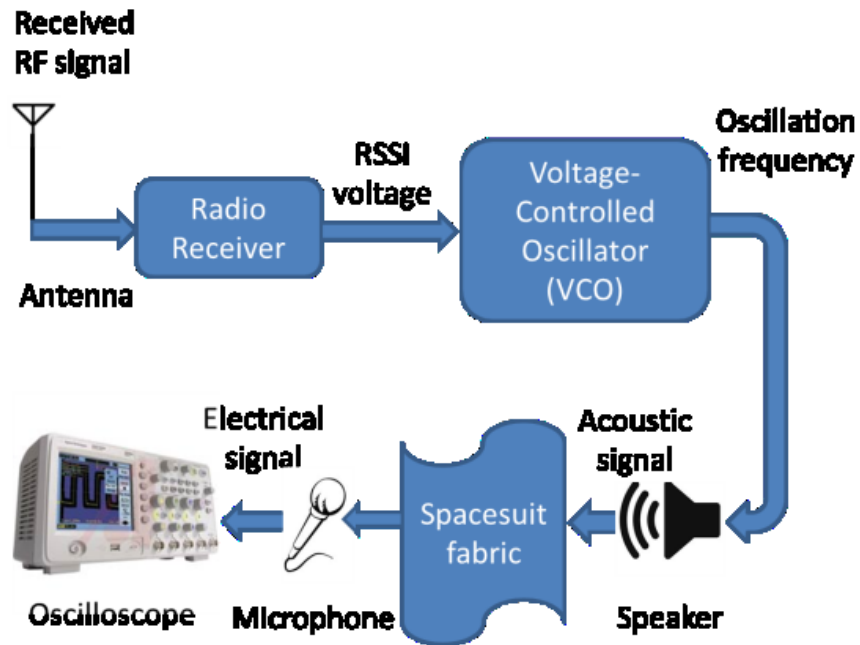 Received
RF signal
Antenna
Radio
Receiver
RSSI
voltage
Voltage-
Controlled
Oscillator
(VCO)
Oscillation
frequency
Electrical
signal
Oscilloscope
Microphone
Spacesuit
fabric
Acoustic
signal
Speaker